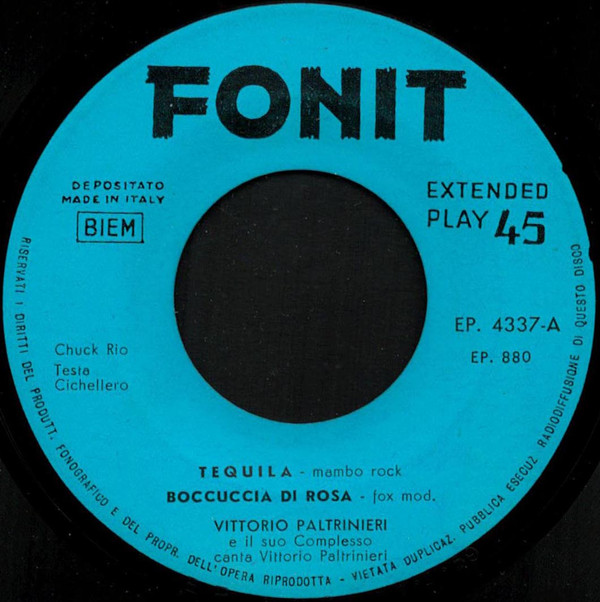 FONIT
DEPOSITATO
MADE IN ITALY
BIEM
EXTENDED
PLAY 45
EP. 4337-A
EP. 880
Chuck Rio
Testa
Cichellero
TEQUILA - mambo rock
BOCCUCCIA DI ROSA - fox mod.
VITTORIO PALTRINIERI
e il suo Complesso
canta Vittorio Paltrinieri
RISERVATI I DIRITTI DEL PRODUTT. FONOGRAFICO E DEL PROPR. DELL'OPERA RIPRODOTTA - VIETATA DUPLICAZ. PUBBLICA ESECUZ RADIODIFFUSIONE DI QUESTO DISCO